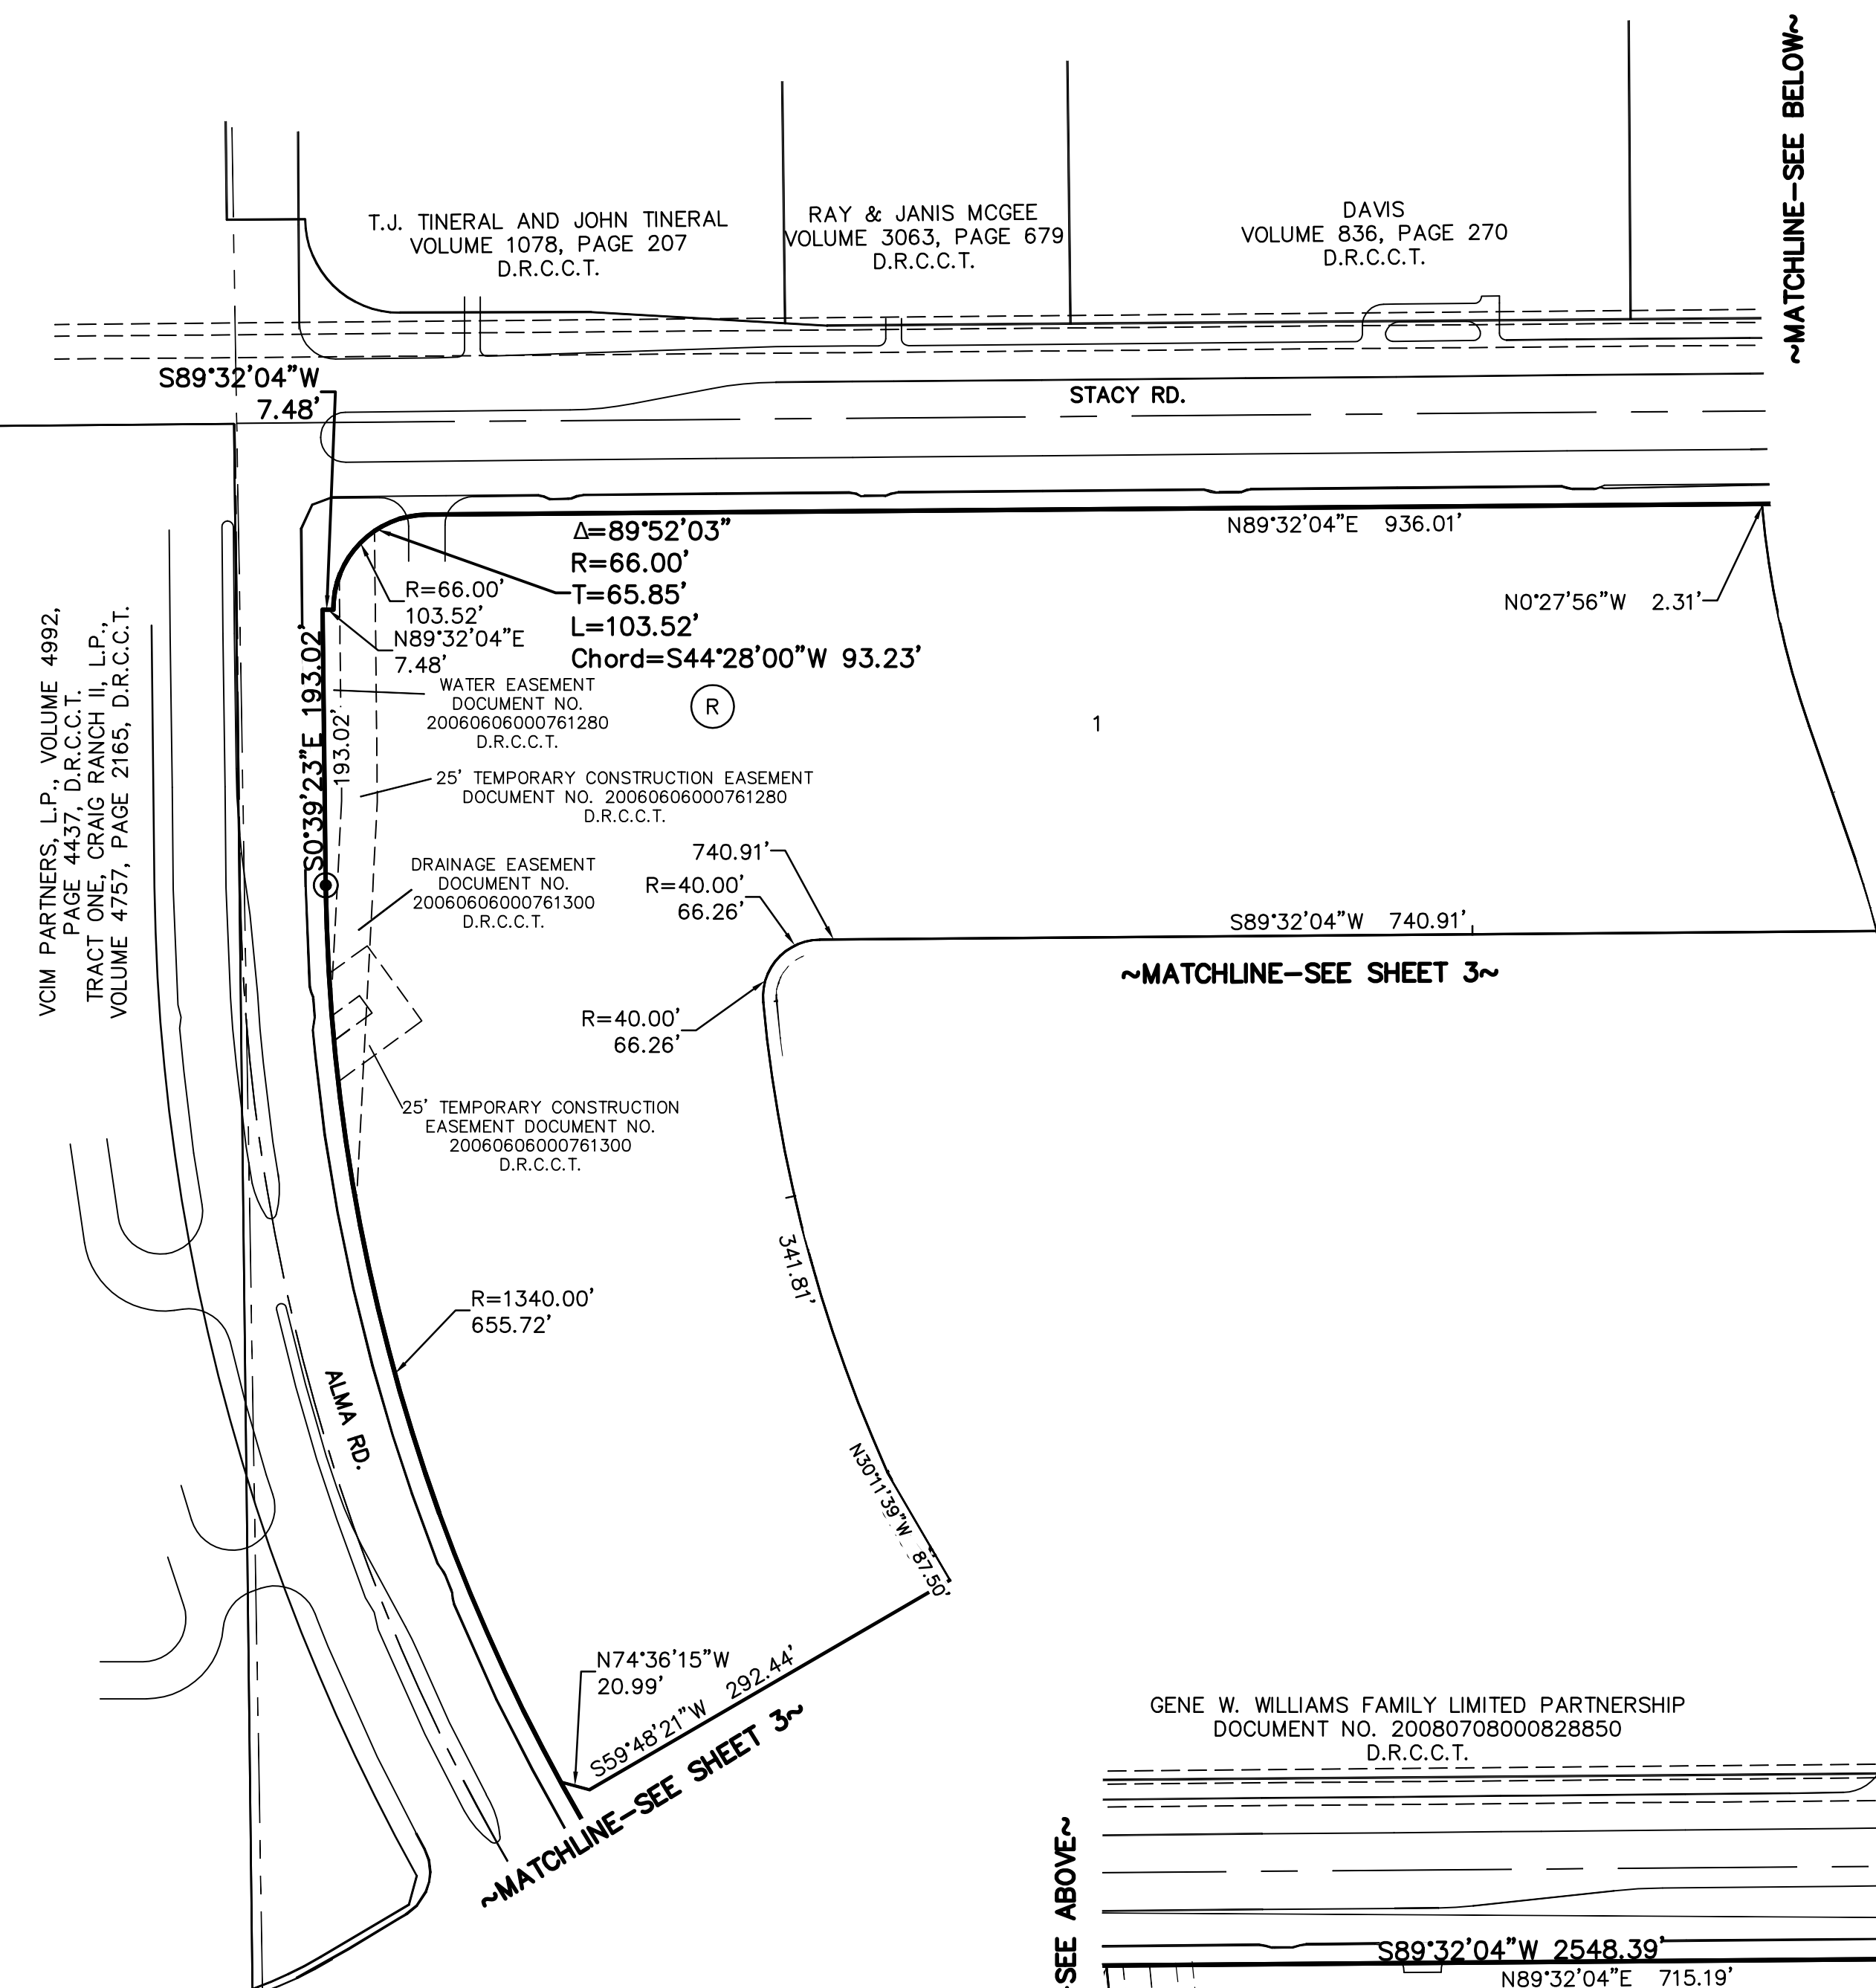 ~MATCHLINE-SEE BELOW~
T.J. TINERAL AND JOHN TINERAL
VOLUME 1078, PAGE 207
D.R.C.C.T.
RAY & JANIS MCGEE
VOLUME 3063, PAGE 679
D.R.C.C.T.
DAVIS
VOLUME 836, PAGE 270
D.R.C.C.T.
S89°32'04"W
7.48'
STACY RD.
N89°32'04"E 936.01'
N0°27'56"W 2.31'
Δ=89°52'03"
R=66.00'
T=65.85'
L=103.52'
Chord=S44°28'00"W 93.23'
R=66.00'
103.52'
N89°32'04"E
7.48'
S0°39'23"E 193.02'
193.02'
WATER EASEMENT
DOCUMENT NO.
20060606000761280
D.R.C.C.T.
R
1
25' TEMPORARY CONSTRUCTION EASEMENT
DOCUMENT NO. 20060606000761280
D.R.C.C.T.
VCIM PARTNERS, L.P., VOLUME 4992,
PAGE 4437, D.R.C.C.T.
TRACT ONE, CRAIG RANCH II, L.P.,
VOLUME 4757, PAGE 2165, D.R.C.C.T.
DRAINAGE EASEMENT
DOCUMENT NO.
20060606000761300
D.R.C.C.T.
740.91'
R=40.00'
66.26'
S89°32'04"W 740.91'
~MATCHLINE-SEE SHEET 3~
R=40.00'
66.26'
25' TEMPORARY CONSTRUCTION
EASEMENT DOCUMENT NO.
20060606000761300
D.R.C.C.T.
341.81'
R=1340.00'
655.72'
ALMA RD.
N30°11'39"W 87.50'
N74°36'15"W
20.99'
S59°48'21"W 292.44'
~MATCHLINE-SEE SHEET 3~
GENE W. WILLIAMS FAMILY LIMITED PARTNERSHIP
DOCUMENT NO. 20080708000828850
D.R.C.C.T.
-SEE ABOVE~
S89°32'04"W 2548.39'
N89°32'04"E 715.19'